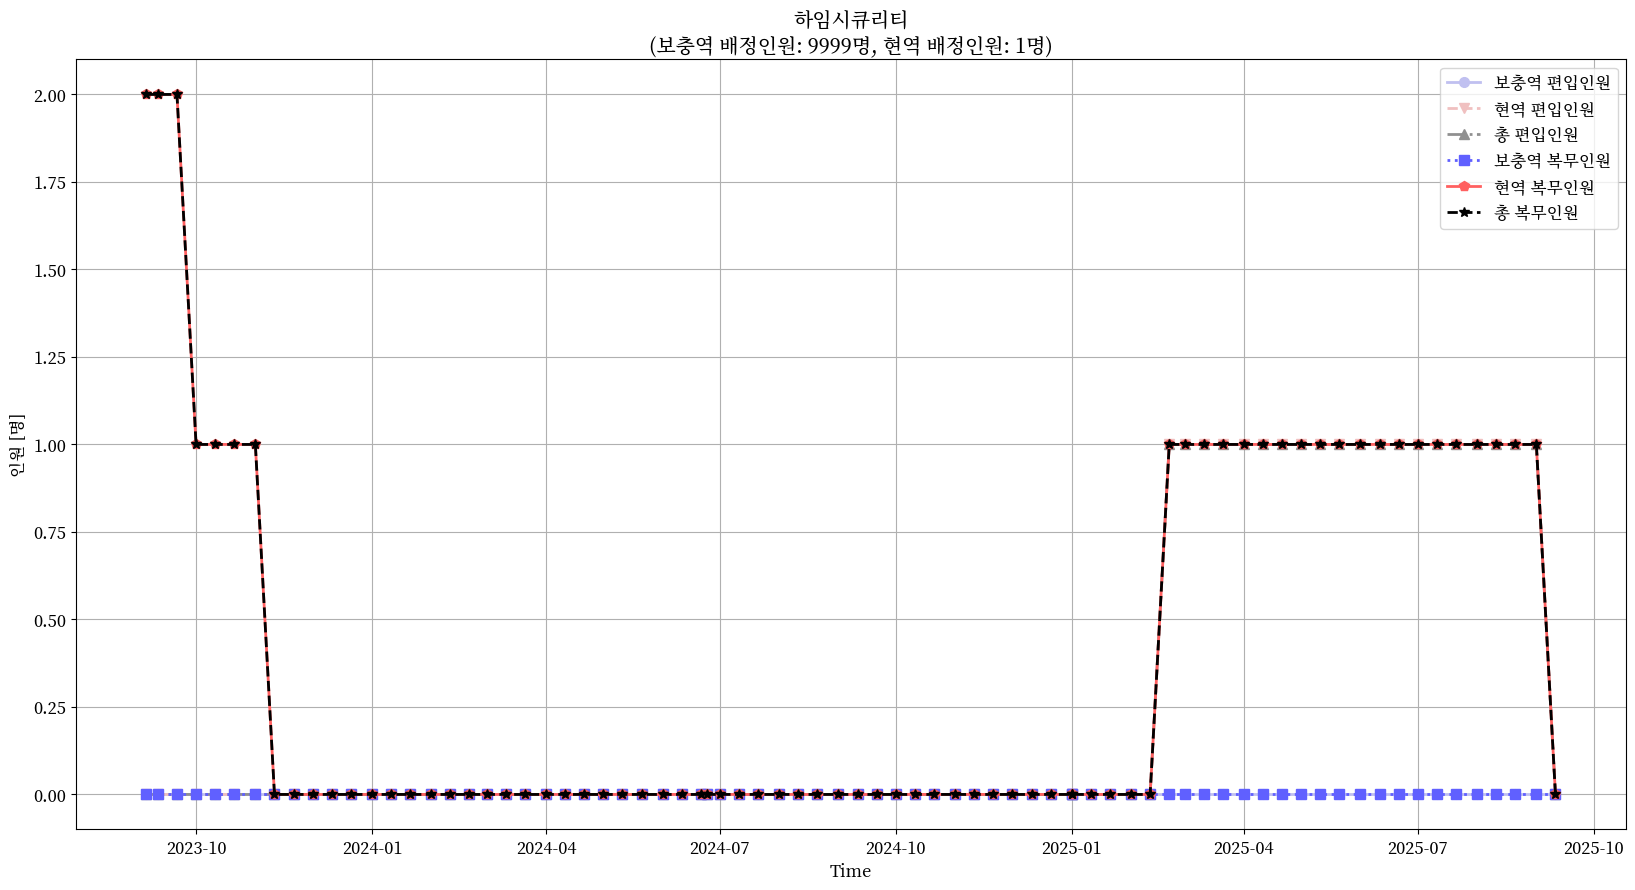 하임시큐리티
(보충역 배정인원: 9999명, 현역 배정인원: 1명)
보충역 편입인원
현역 편입인원
총 편입인원
보충역 복무인원
현역 복무인원
총 복무인원
인원 [명]
2.00
1.75
1.50
1.25
1.00
0.75
0.50
0.25
0.00
2023-10
2024-01
2024-04
2024-07
2024-10
2025-01
2025-04
2025-07
2025-10
Time